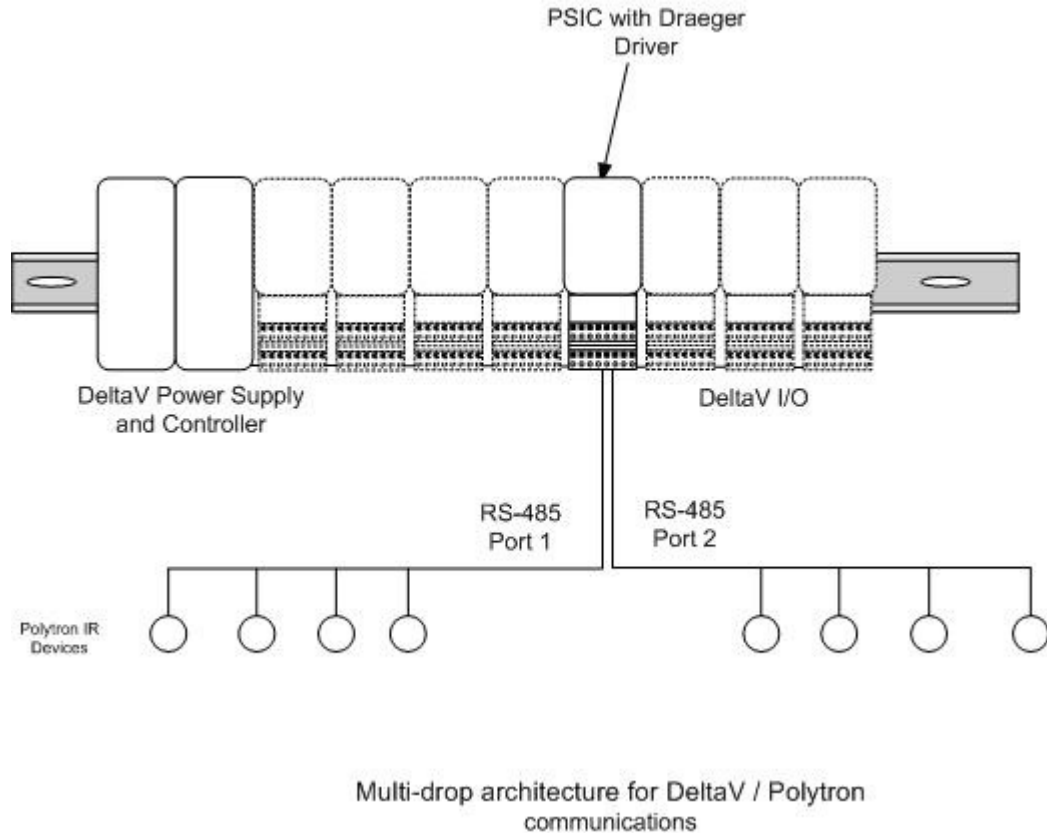 PSIC with Draeger
Driver
DeltaV Power Supply
and Controller
DeltaV I/O
RS-485
Port 1
RS-485
Port 2
Polytron IR
Devices
Multi-drop architecture for DeltaV / Polytron
communications